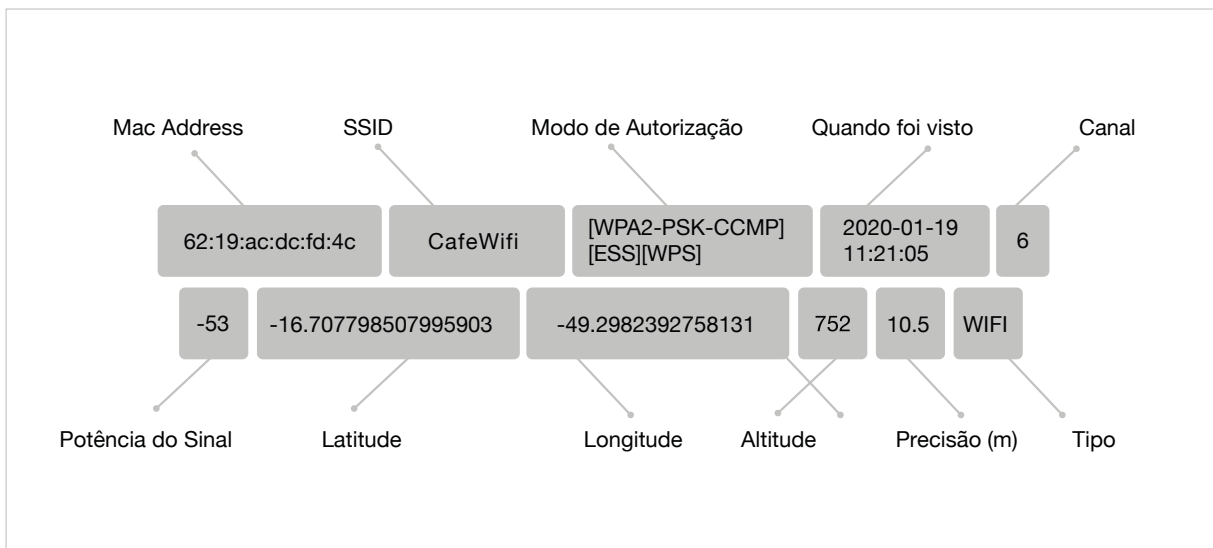 Mac Address
SSID
Modo de Autorização
Quando foi visto
Canal
62:19:ac:dc:fd:4c
CafeWifi
[WPA2-PSK-CCMP]
[ESS][WPS]
2020-01-19
11:21:05
6
-53
-16.707798507995903
-49.2982392758131
752
10.5
WIFI
Potência do Sinal
Latitude
Longitude
Altitude
Precisão (m)
Tipo